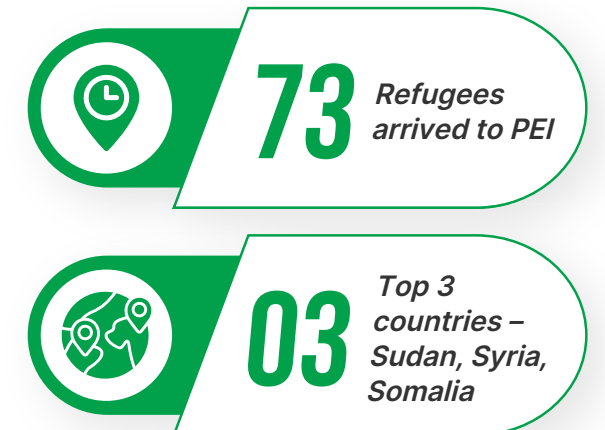 73
Refugees
arrived to PEI
03
Top 3
countries –
Sudan, Syria,
Somalia